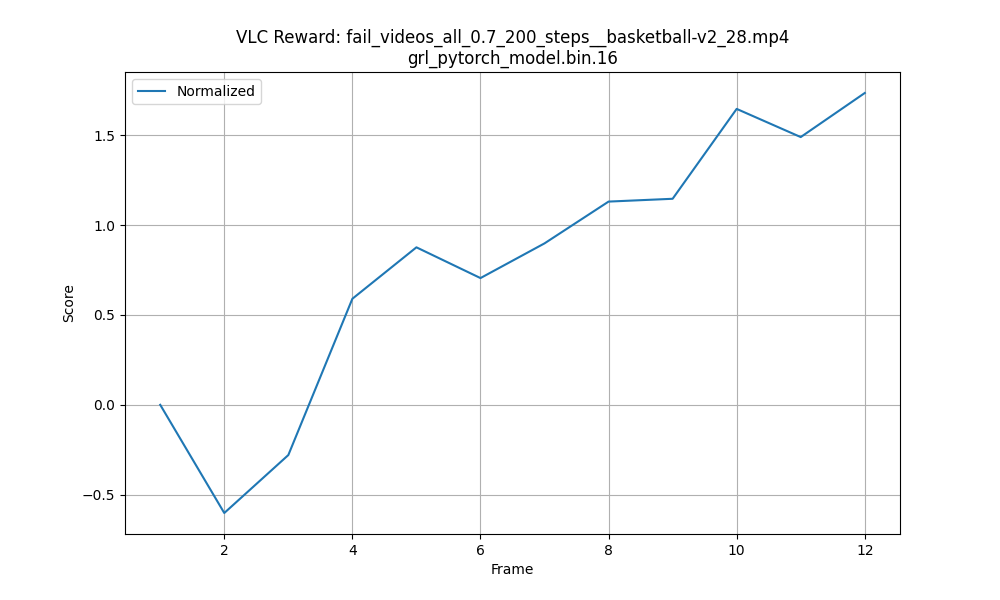 VLC Reward: fail_videos_all_0.7_200_steps__basketball-v2_28.mp4
grl_pytorch_model.bin.16
Normalized
1.5
1.0
0.5
0.0
−0.5
Score
2 4 6 8 10 12
Frame